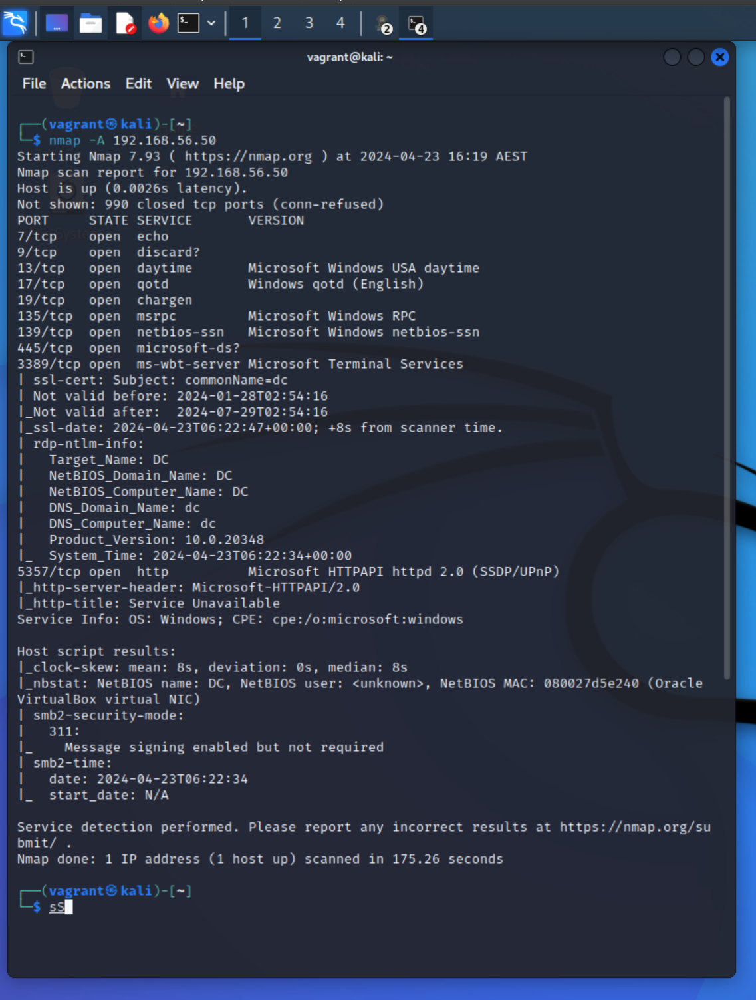 1 2 3 4 2 4
vagrant@kali: ~
File Actions Edit View Help
┌──(vagrant㉿kali)-[~]
└─$ nmap -A 192.168.56.50
Starting Nmap 7.93 ( https://nmap.org ) at 2024-04-23 16:19 AEST
Nmap scan report for 192.168.56.50
Host is up (0.0026s latency).
Not shown: 990 closed tcp ports (conn-refused)
PORT     STATE SERVICE       VERSION
7/tcp    open  echo
9/tcp    open  discard?
13/tcp   open  daytime       Microsoft Windows USA daytime
17/tcp   open  qotd          Windows qotd (English)
19/tcp   open  chargen
135/tcp  open  msrpc         Microsoft Windows RPC
139/tcp  open  netbios-ssn   Microsoft Windows netbios-ssn
445/tcp  open  microsoft-ds?
3389/tcp open  ms-wbt-server Microsoft Terminal Services
| ssl-cert: Subject: commonName=dc
| Not valid before: 2024-01-28T02:54:16
|_Not valid after:  2024-07-29T02:54:16
|_ssl-date: 2024-04-23T06:22:47+00:00; +8s from scanner time.
| rdp-ntlm-info:
|   Target_Name: DC
|   NetBIOS_Domain_Name: DC
|   NetBIOS_Computer_Name: DC
|   DNS_Domain_Name: dc
|   DNS_Computer_Name: dc
|   Product_Version: 10.0.20348
|_  System_Time: 2024-04-23T06:22:34+00:00
5357/tcp open  http          Microsoft HTTPAPI httpd 2.0 (SSDP/UPnP)
|_http-server-header: Microsoft-HTTPAPI/2.0
|_http-title: Service Unavailable
Service Info: OS: Windows; CPE: cpe:/o:microsoft:windows
Host script results:
|_clock-skew: mean: 8s, deviation: 0s, median: 8s
|_nbstat: NetBIOS name: DC, NetBIOS user: <unknown>, NetBIOS MAC: 080027d5e240 (Oracle
VirtualBox virtual NIC)
| smb2-security-mode:
|   311:
|_    Message signing enabled but not required
| smb2-time:
|   date: 2024-04-23T06:22:34
|_  start_date: N/A
Service detection performed. Please report any incorrect results at https://nmap.org/su
bmit/ .
Nmap done: 1 IP address (1 host up) scanned in 175.26 seconds
┌──(vagrant㉿kali)-[~]
└─$ sS